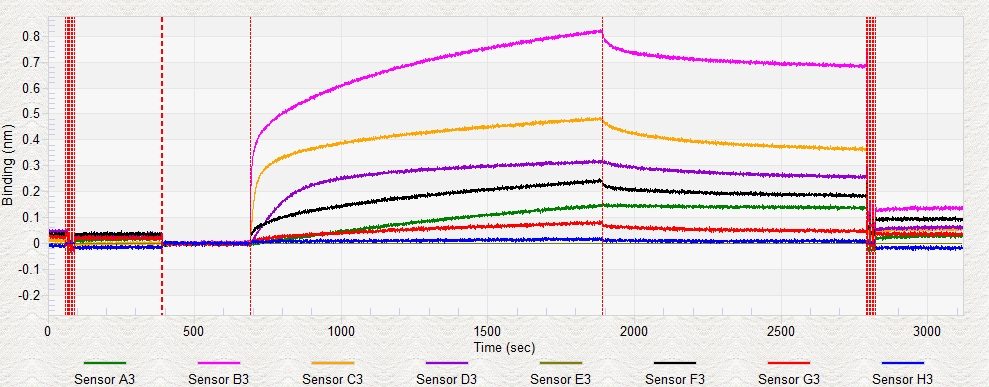 0.8
0.7
0.6
0.5
0.4
0.3
0.2
0.1
0
-0.1
-0.2
Binding (nm)
0 500 1000 1500 2000 2500 3000
Time (sec)
Sensor A3 Sensor B3 Sensor C3 Sensor D3 Sensor E3 Sensor F3 Sensor G3 Sensor H3